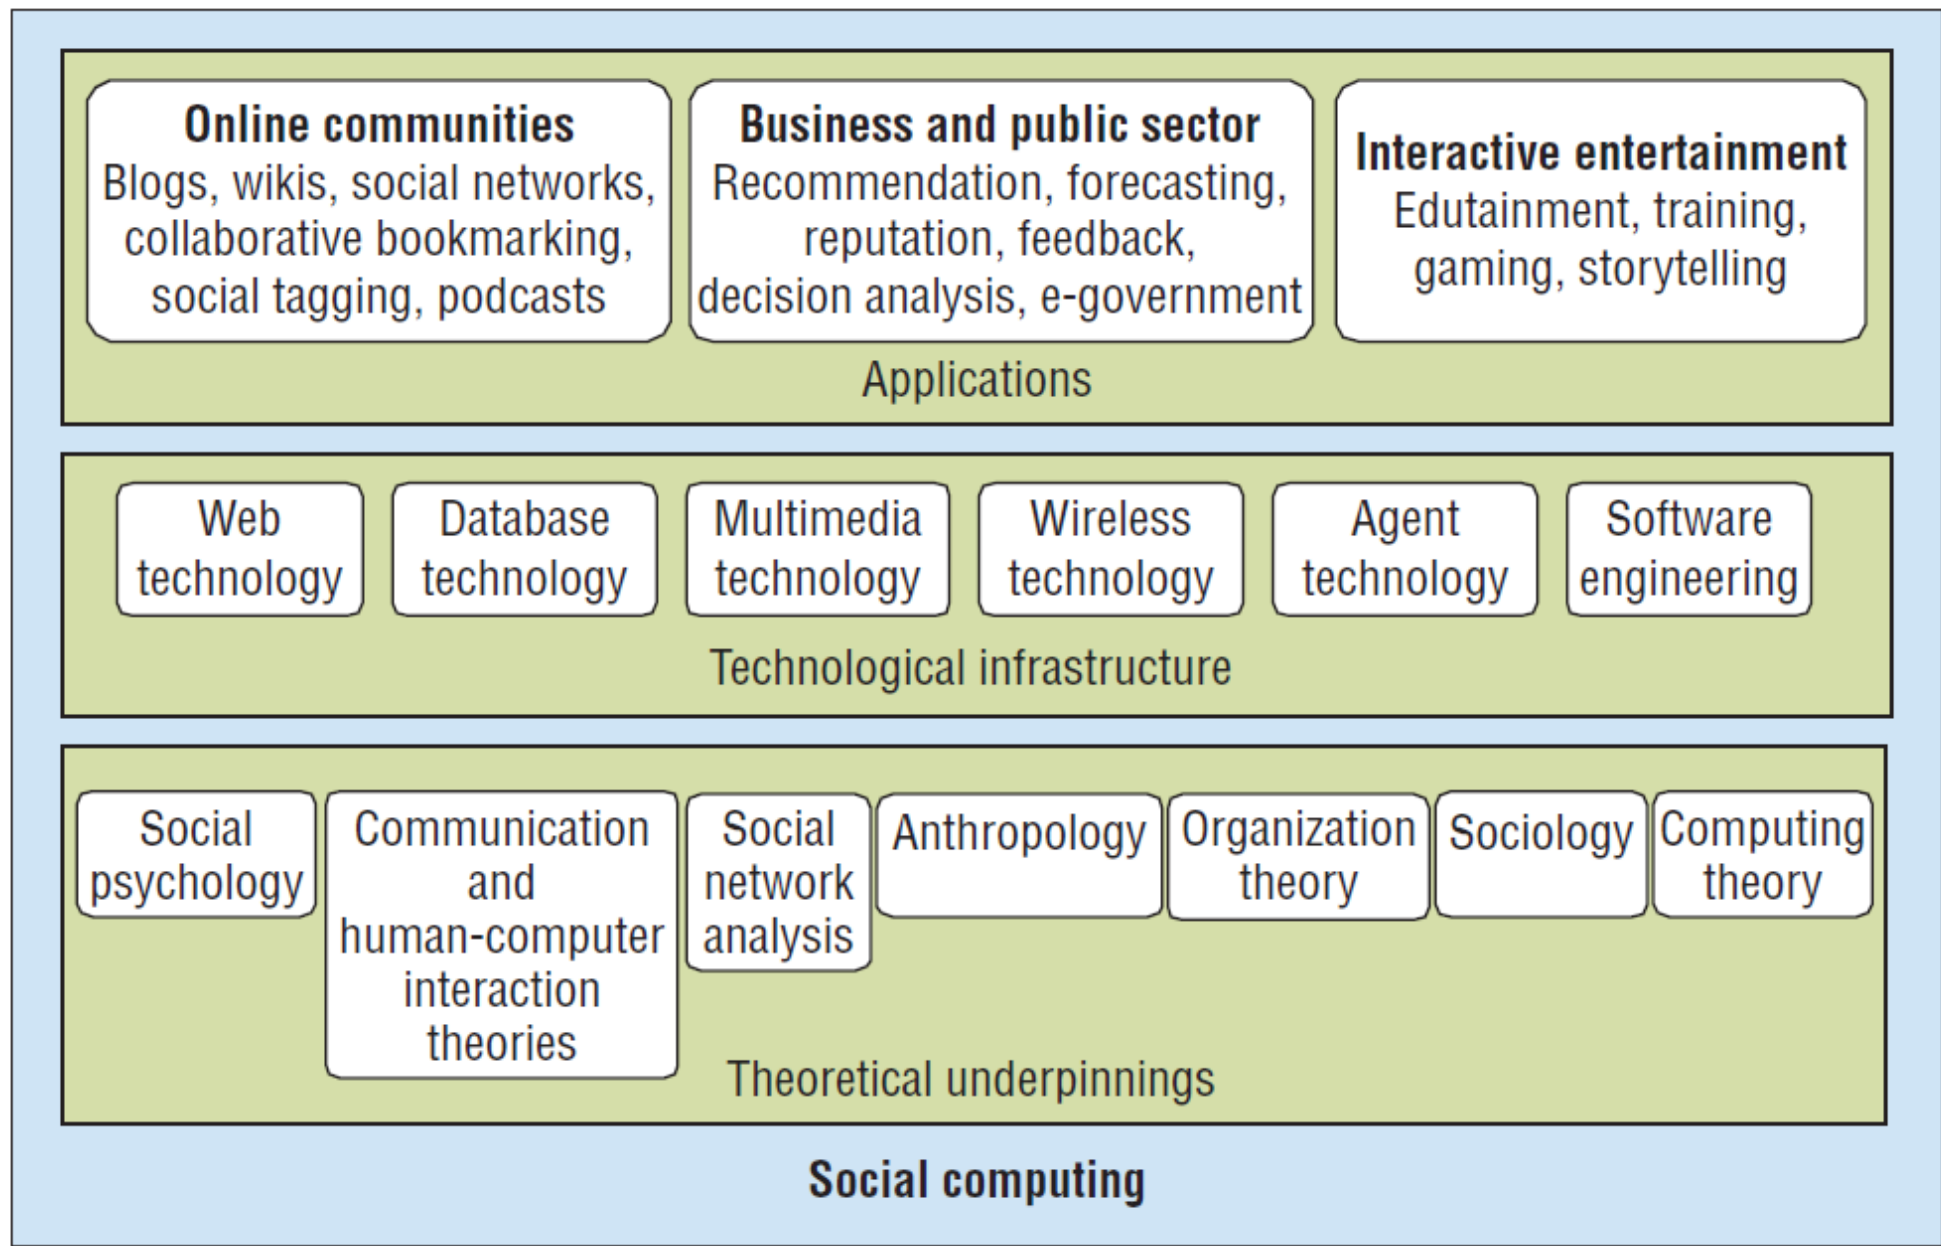 Online communities
Blogs, wikis, social networks,
collaborative bookmarking,
social tagging, podcasts
Business and public sector
Recommendation, forecasting,
reputation, feedback,
decision analysis, e-government
Interactive entertainment
Edutainment, training,
gaming, storytelling
Applications
Web
technology
Database
technology
Multimedia
technology
Wireless
technology
Agent
technology
Software
engineering
Technological infrastructure
Social
psychology
Communication
and
human-computer
interaction
theories
Social
network
analysis
Anthropology
Organization
theory
Sociology
Computing
theory
Theoretical underpinnings
Social computing